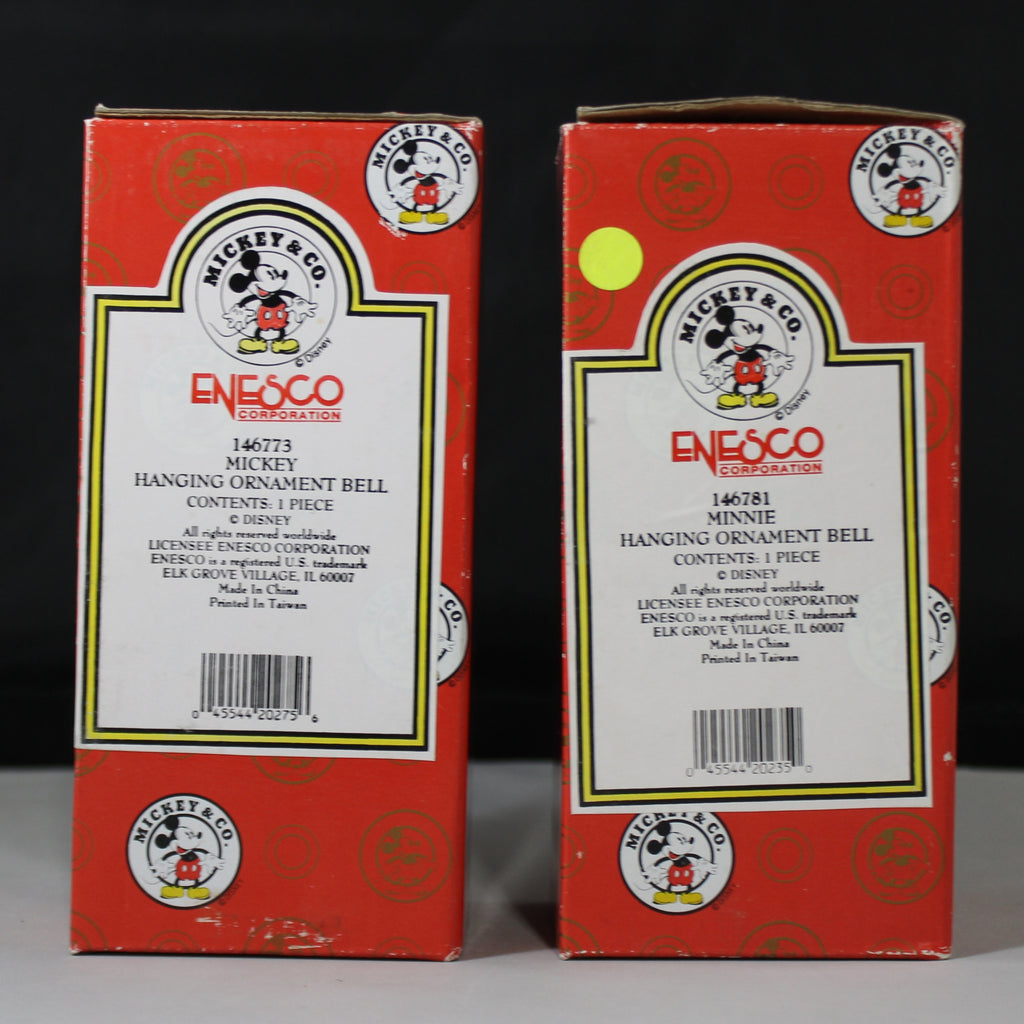 MICKEY & CO.
MICKEY & CO.
© Disney
ENESCO
CORPORATION
146773
MICKEY
HANGING ORNAMENT BELL
CONTENTS: 1 PIECE
© DISNEY
All rights reserved worldwide
LICENSEE ENESCO CORPORATION
ENESCO is a registered U.S. trademark
ELK GROVE VILLAGE, IL 60007
Made In China
Printed In Taiwan
0 45544 20275 6
& CO.
MICKEY & CO.
MICKEY & CO.
MICKEY & CO.
© Disney
ENESCO
CORPORATION
146781
MINNIE
HANGING ORNAMENT BELL
CONTENTS: 1 PIECE
© DISNEY
All rights reserved worldwide
LICENSEE ENESCO CORPORATION
ENESCO is a registered U.S. trademark
ELK GROVE VILLAGE, IL 60007
Made In China
Printed In Taiwan
0 45544 20235 0
& CO.
MICKEY & CO.